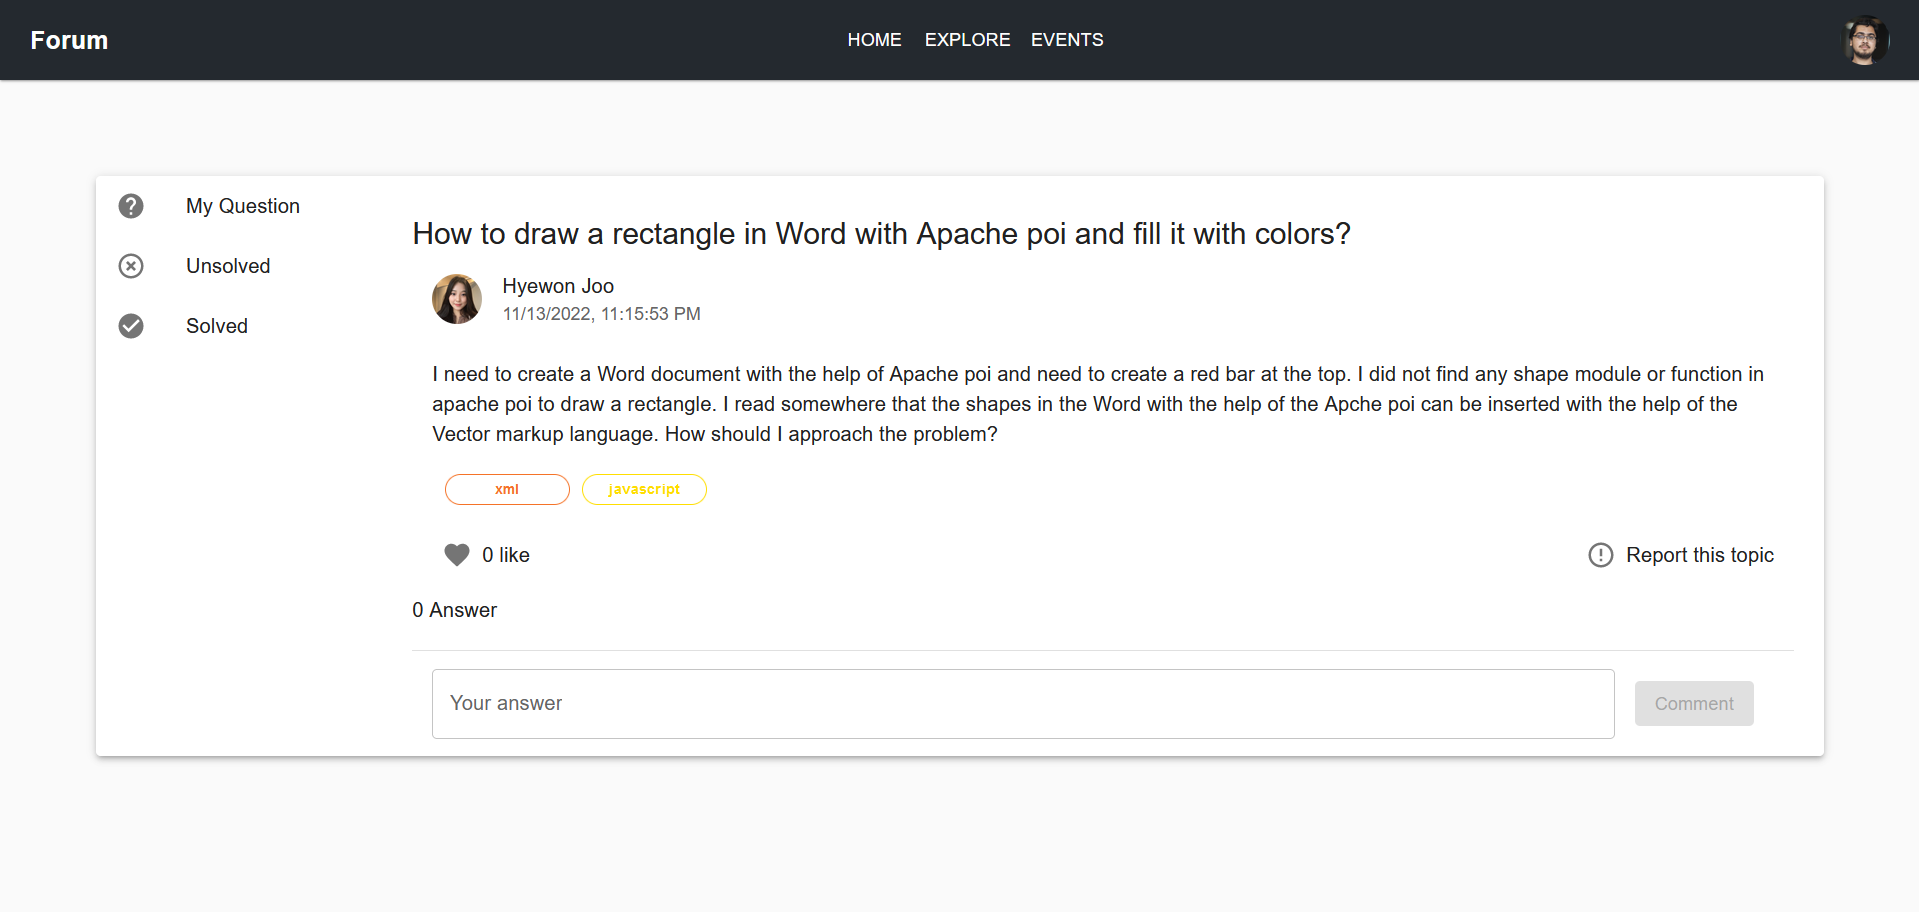 Forum
HOME EXPLORE EVENTS
My Question
Unsolved
Solved
How to draw a rectangle in Word with Apache poi and fill it with colors?
Hyewon Joo
11/13/2022, 11:15:53 PM
I need to create a Word document with the help of Apache poi and need to create a red bar at the top. I did not find any shape module or function in
apache poi to draw a rectangle. I read somewhere that the shapes in the Word with the help of the Apche poi can be inserted with the help of the
Vector markup language. How should I approach the problem?
xml javascript
0 like
Report this topic
0 Answer
Your answer
Comment